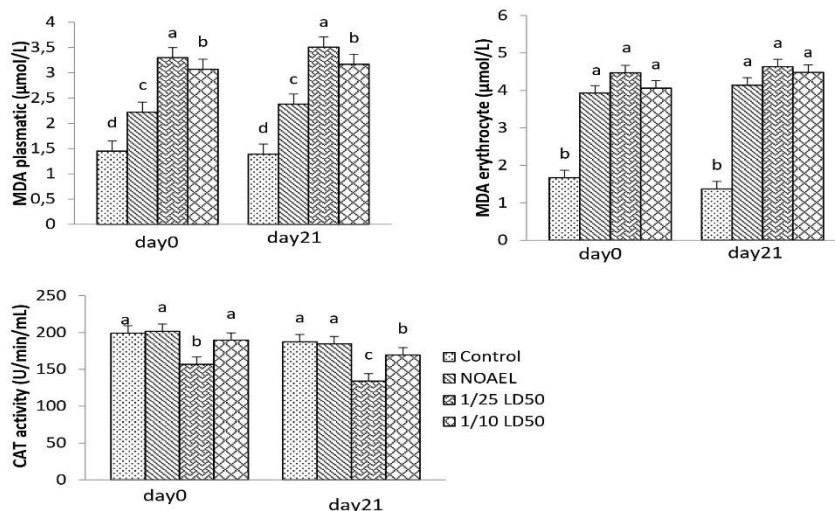 MDA plasmatic (µmol/L)
4
3,5
3
2,5
2
1,5
1
0,5
0
d
c
a
b
d
c
a
b
day0
day21
MDA erythrocyte (µmol/L)
6
5
4
3
2
1
0
b
a
a
a
b
a
a
a
day0
day21
CAT activity (U/min/mL)
250
200
150
100
50
0
a
a
b
a
a
a
c
b
day0
day21
Control
NOAEL
1/25 LD50
1/10 LD50